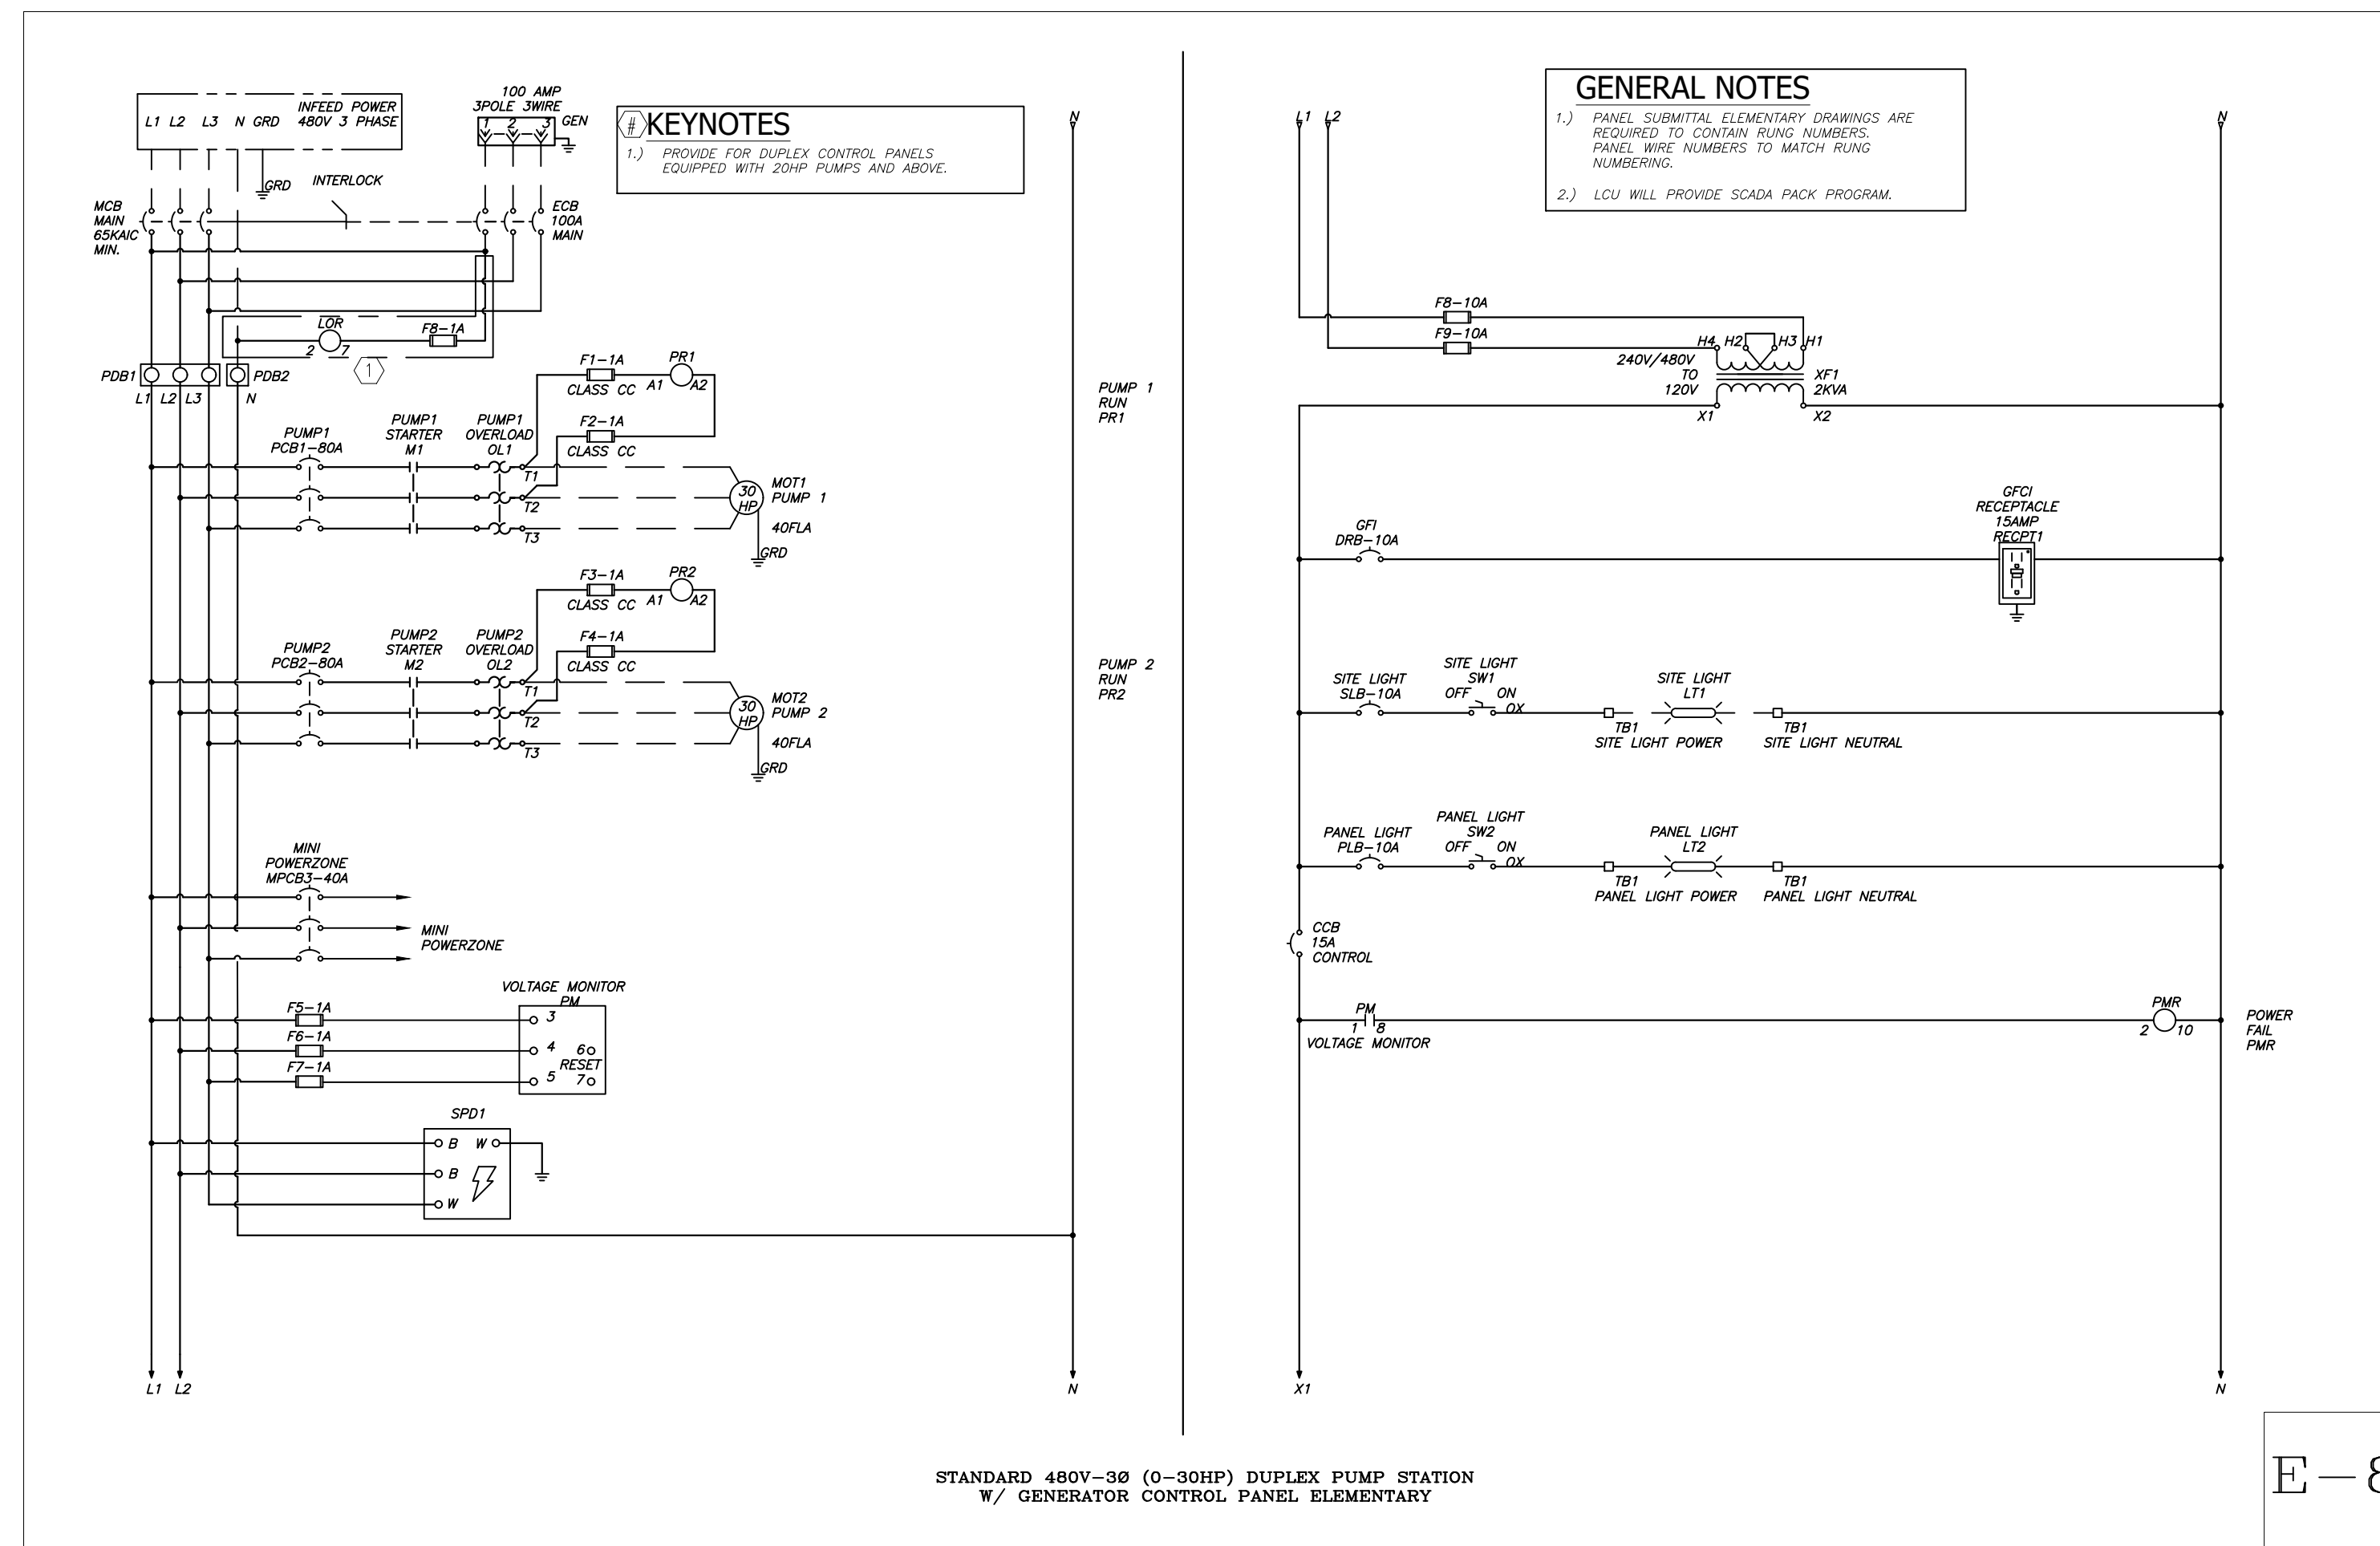 INFEED POWER
L1 L2 L3 N GRD 480V 3 PHASE
GRD
INTERLOCK
MCB
MAIN
65KAIC
MIN.
100 AMP
3POLE 3WIRE
1 2 3 GEN
ECB
100A
MAIN
# KEYNOTES
1.) PROVIDE FOR DUPLEX CONTROL PANELS
EQUIPPED WITH 20HP PUMPS AND ABOVE.
N
LOR
2 7
F8-1A
1
PDB1
PDB2
L1 L2 L3 N
F1-1A
CLASS CC
PR1
A1 A2
F2-1A
CLASS CC
PUMP1
PCB1-80A
PUMP1
STARTER
M1
PUMP1
OVERLOAD
OL1
T1
T2
T3
30
HP
MOT1
PUMP 1
40FLA
GRD
PUMP 1
RUN
PR1
F3-1A
CLASS CC
PR2
A1 A2
F4-1A
CLASS CC
PUMP2
PCB2-80A
PUMP2
STARTER
M2
PUMP2
OVERLOAD
OL2
T1
T2
T3
30
HP
MOT2
PUMP 2
40FLA
GRD
PUMP 2
RUN
PR2
MINI
POWERZONE
MPCB3-40A
MINI
POWERZONE
F5-1A
F6-1A
F7-1A
VOLTAGE MONITOR
PM
3
4 6
RESET
5 7
SPD1
B W
B
W
L1 L2
N
L1 L2
N
GENERAL NOTES
1.) PANEL SUBMITTAL ELEMENTARY DRAWINGS ARE
REQUIRED TO CONTAIN RUNG NUMBERS.
PANEL WIRE NUMBERS TO MATCH RUNG
NUMBERING.
2.) LCU WILL PROVIDE SCADA PACK PROGRAM.
F8-10A
F9-10A
H4 H2 H3 H1
240V/480V
TO
120V
XF1
2KVA
X1 X2
GFI
DRB-10A
GFCI
RECEPTACLE
15AMP
RECPT1
SITE LIGHT
SLB-10A
SITE LIGHT
SW1
OFF ON
OX
SITE LIGHT
LT1
TB1
SITE LIGHT POWER
TB1
SITE LIGHT NEUTRAL
PANEL LIGHT
PLB-10A
PANEL LIGHT
SW2
OFF ON
OX
PANEL LIGHT
LT2
TB1
PANEL LIGHT POWER
TB1
PANEL LIGHT NEUTRAL
CCB
15A
CONTROL
PM
1 8
VOLTAGE MONITOR
PMR
2 10
POWER
FAIL
PMR
X1
N
STANDARD 480V-3Ø (0-30HP) DUPLEX PUMP STATION
W/ GENERATOR CONTROL PANEL ELEMENTARY